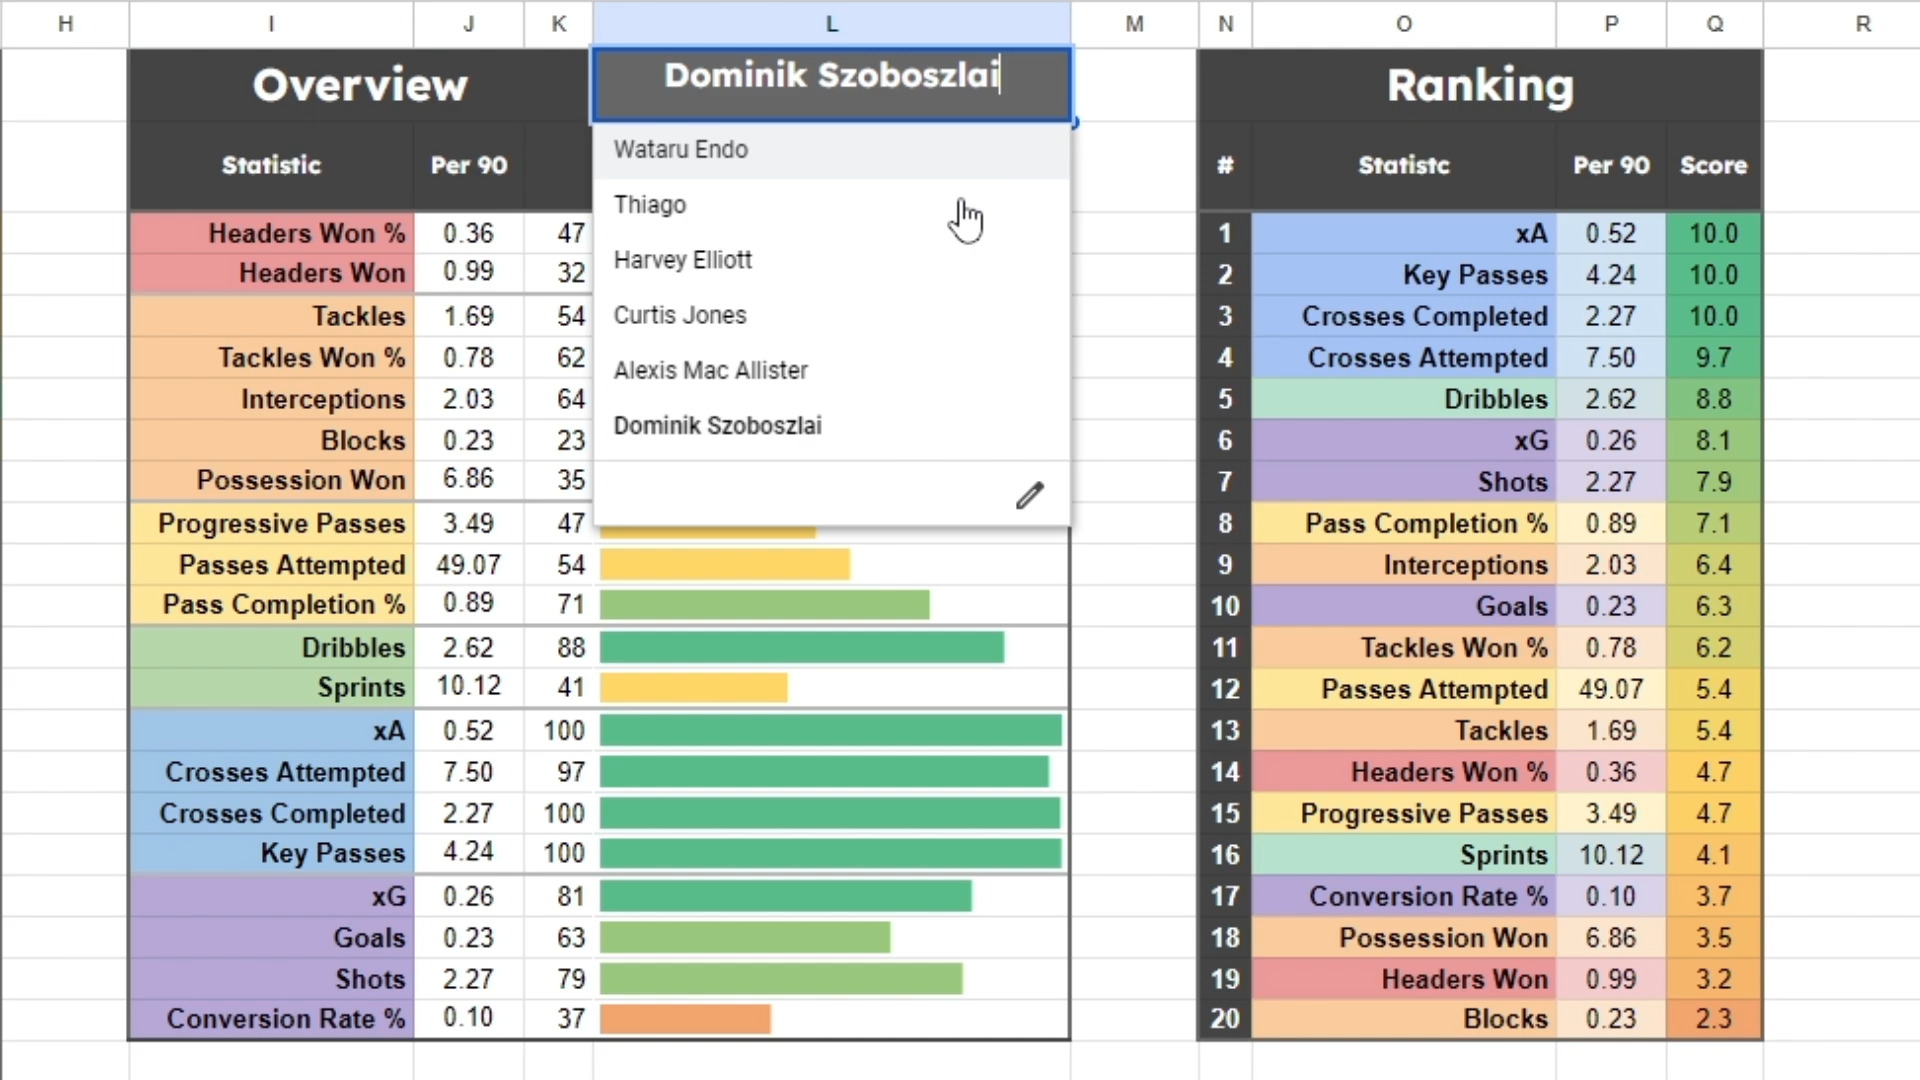 H I J K L M N O P Q R
Overview Dominik Szoboszlai Ranking
Statistic Per 90 # Statistc Per 90 Score
Wataru Endo
Thiago
Harvey Elliott
Curtis Jones
Alexis Mac Allister
Dominik Szoboszlai
Headers Won % 0.36 47
Headers Won 0.99 32
Tackles 1.69 54
Tackles Won % 0.78 62
Interceptions 2.03 64
Blocks 0.23 23
Possession Won 6.86 35
Progressive Passes 3.49 47
Passes Attempted 49.07 54
Pass Completion % 0.89 71
Dribbles 2.62 88
Sprints 10.12 41
xA 0.52 100
Crosses Attempted 7.50 97
Crosses Completed 2.27 100
Key Passes 4.24 100
xG 0.26 81
Goals 0.23 63
Shots 2.27 79
Conversion Rate % 0.10 37
1 xA 0.52 10.0
2 Key Passes 4.24 10.0
3 Crosses Completed 2.27 10.0
4 Crosses Attempted 7.50 9.7
5 Dribbles 2.62 8.8
6 xG 0.26 8.1
7 Shots 2.27 7.9
8 Pass Completion % 0.89 7.1
9 Interceptions 2.03 6.4
10 Goals 0.23 6.3
11 Tackles Won % 0.78 6.2
12 Passes Attempted 49.07 5.4
13 Tackles 1.69 5.4
14 Headers Won % 0.36 4.7
15 Progressive Passes 3.49 4.7
16 Sprints 10.12 4.1
17 Conversion Rate % 0.10 3.7
18 Possession Won 6.86 3.5
19 Headers Won 0.99 3.2
20 Blocks 0.23 2.3